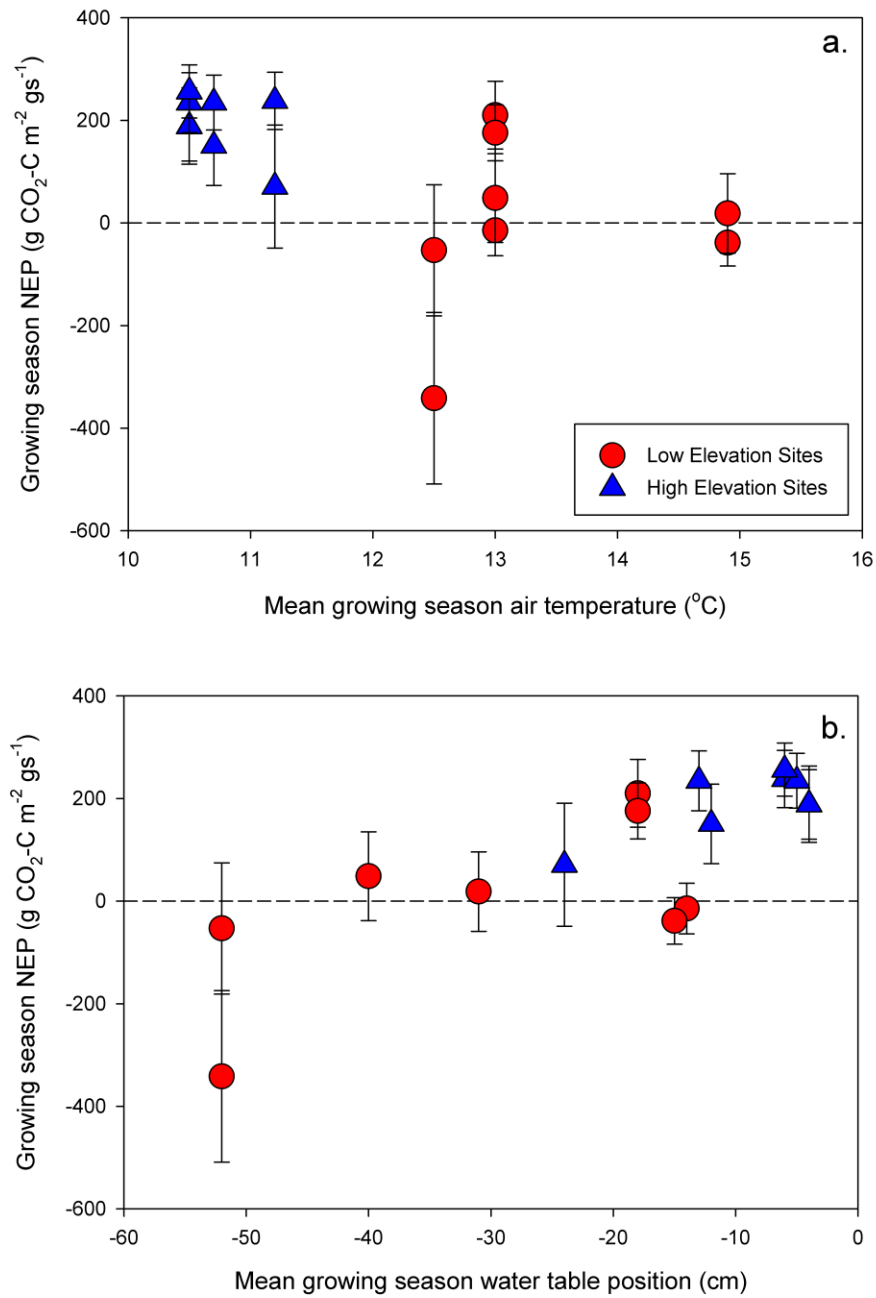 a.
400
200
0
-200
-400
-600
Growing season NEP (g CO₂-C m⁻² gs⁻¹)
Low Elevation Sites
High Elevation Sites
10 11 12 13 14 15 16
Mean growing season air temperature (°C)
b.
400
200
0
-200
-400
-600
Growing season NEP (g CO₂-C m⁻² gs⁻¹)
-60 -50 -40 -30 -20 -10 0
Mean growing season water table position (cm)